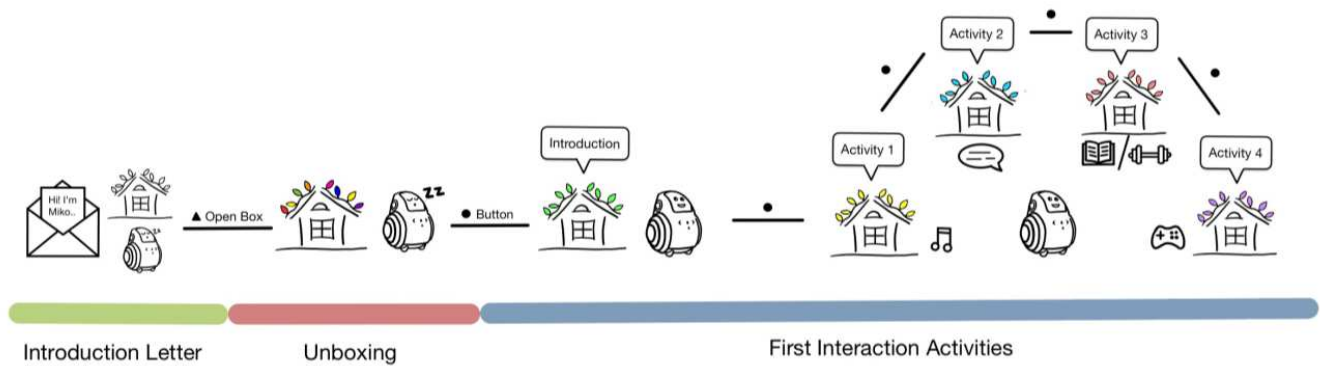 Hi! I'm
Miko..
▲ Open Box
zz
● Button
Introduction
Activity 1
Activity 2
Activity 3
Activity 4
Introduction Letter
Unboxing
First Interaction Activities